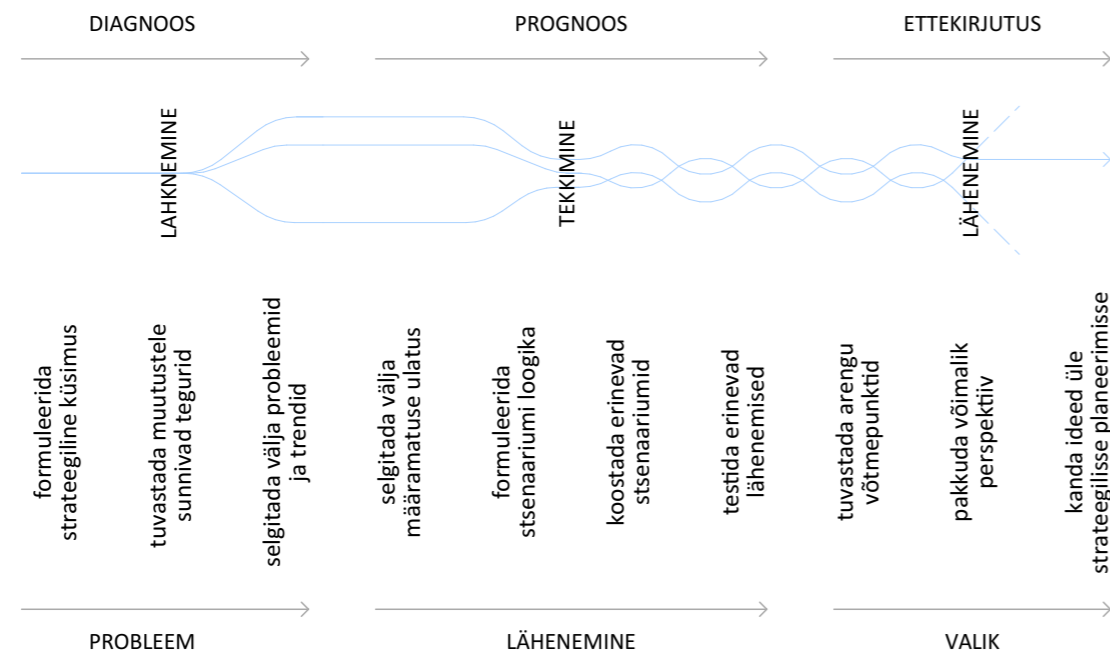 DIAGNOOS
PROGNOOS
ETTEKIRJUTUS
LAHKNEMINE
TEKKIMINE
LÄHENEMINE
formuleerida
strateegiline küsimus
tuvastada muutustele
sunnivad tegurid
selgitada välja probleemid
ja trendid
selgitada välja
määramatuse ulatus
formuleerida
stsenaariumi loogika
koostada erinevad
stsenaariumid
testida erinevad
lähenemised
tuvastada arengu
võtmepunktid
pakkuda võimalik
perspektiiv
kanda ideed üle
strateegilisse planeerimisse
PROBLEEM
LÄHENEMINE
VALIK